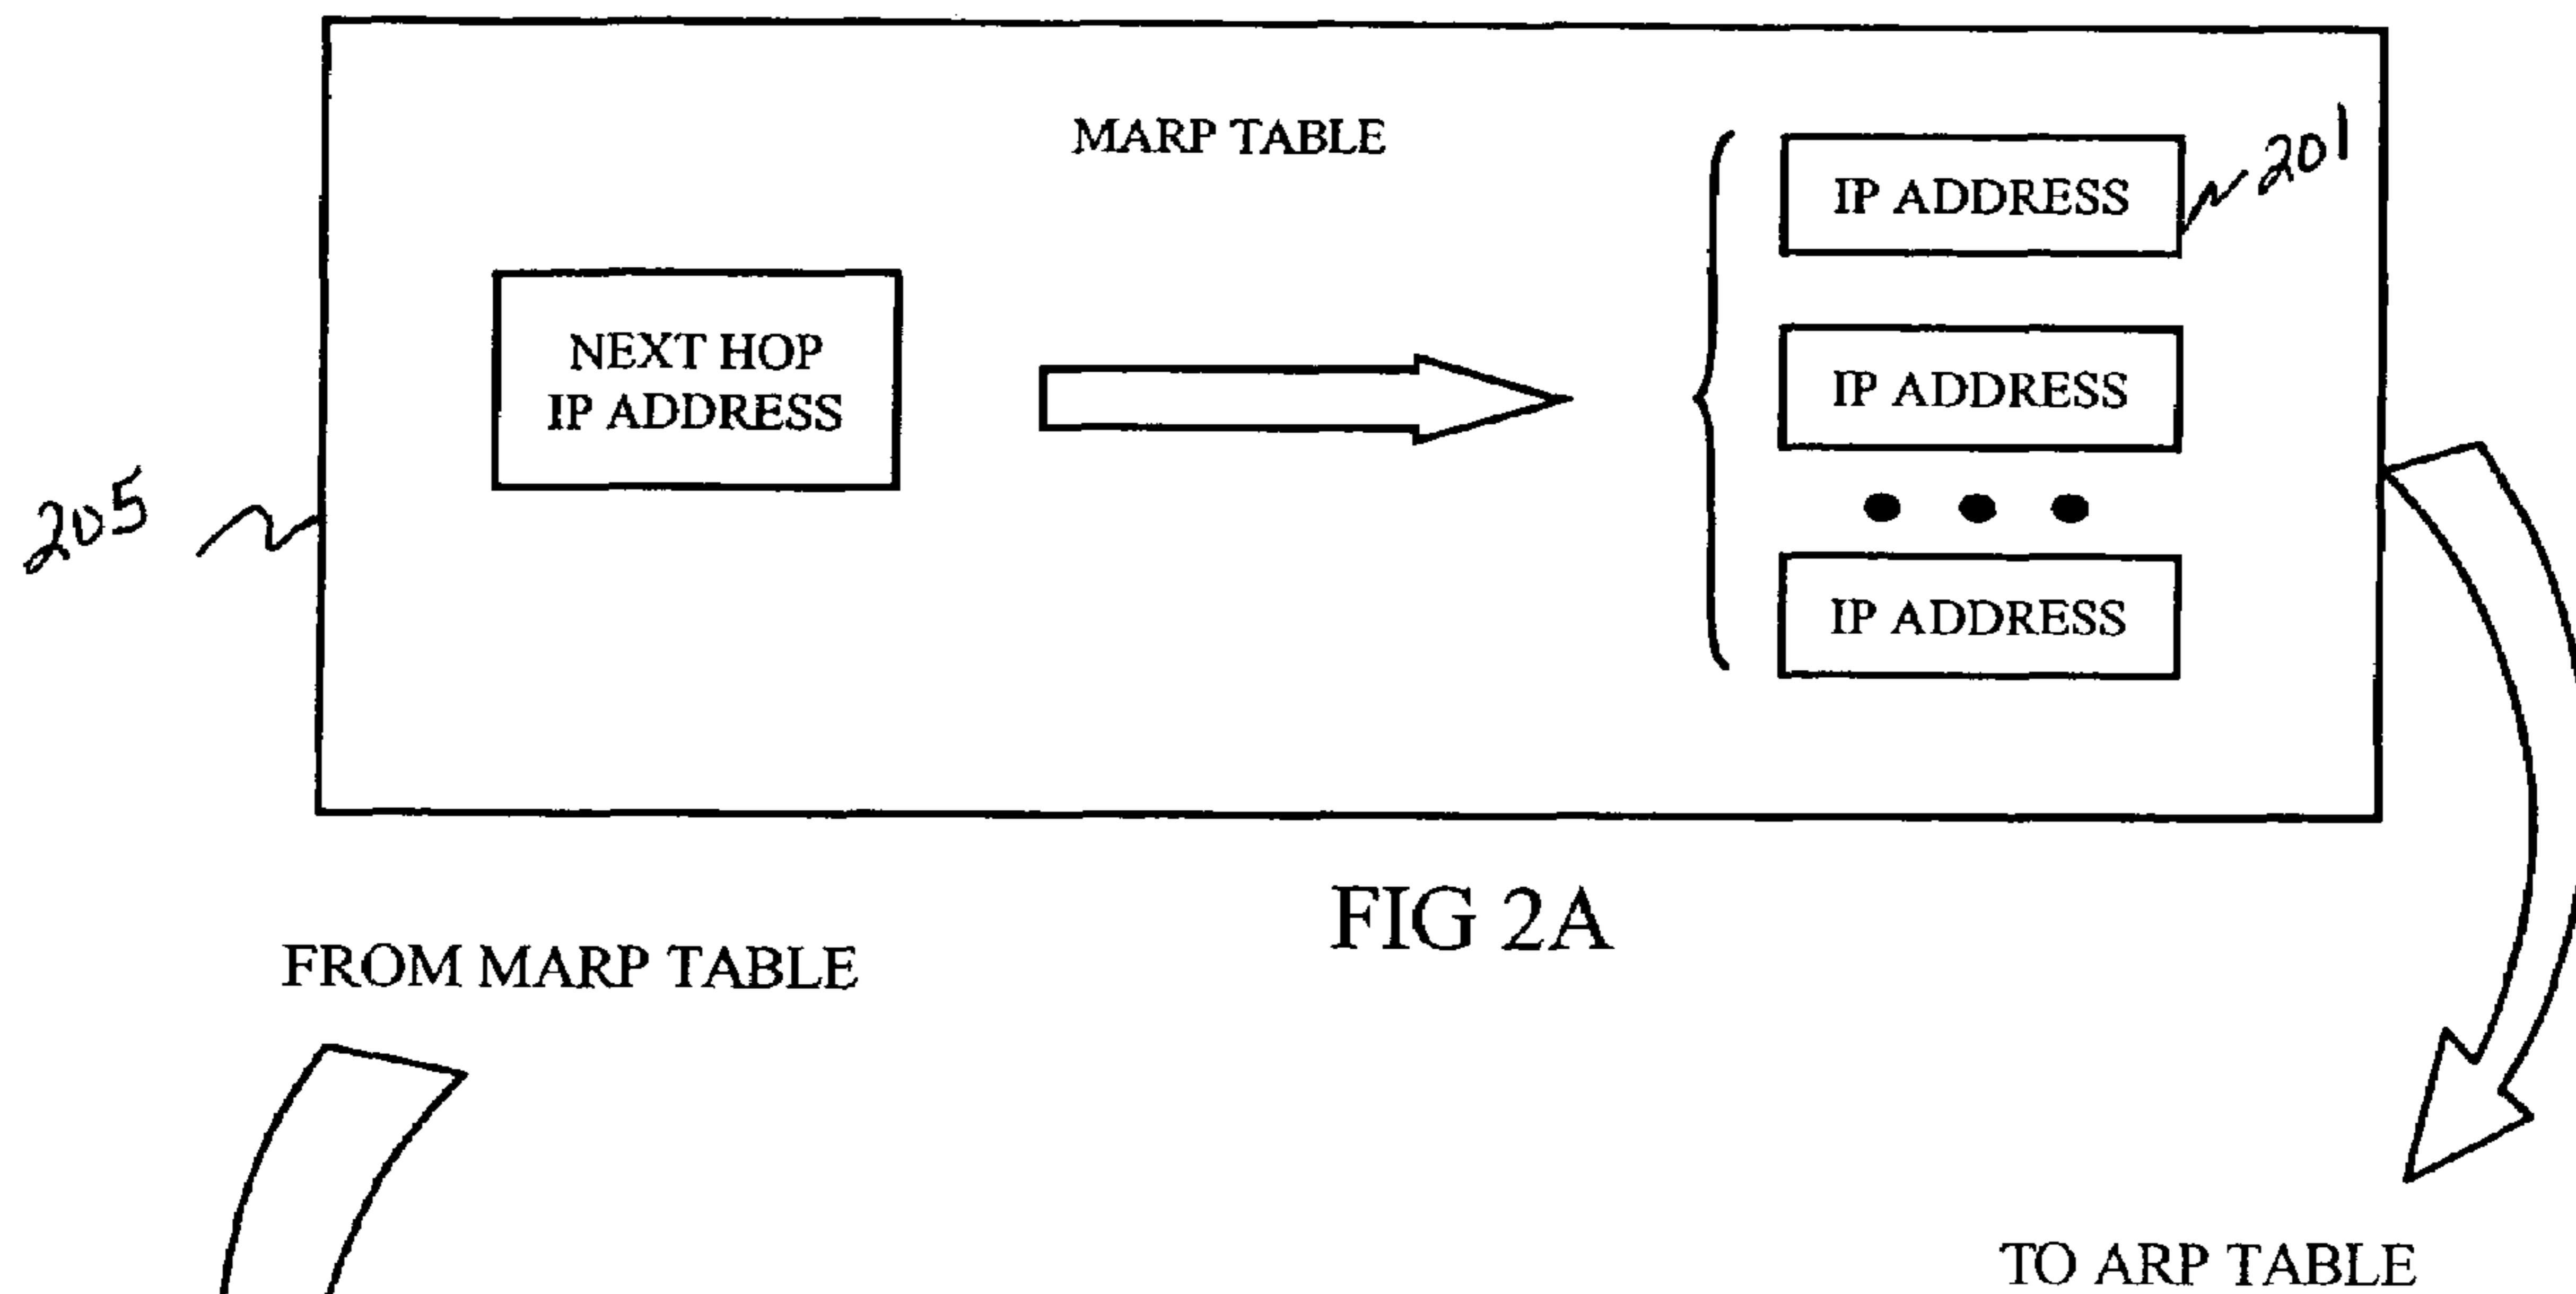 MARP TABLE
IP ADDRESS
201
NEXT HOP
IP ADDRESS
IP ADDRESS
205
IP ADDRESS
FIG 2A
FROM MARP TABLE
TO ARP TABLE